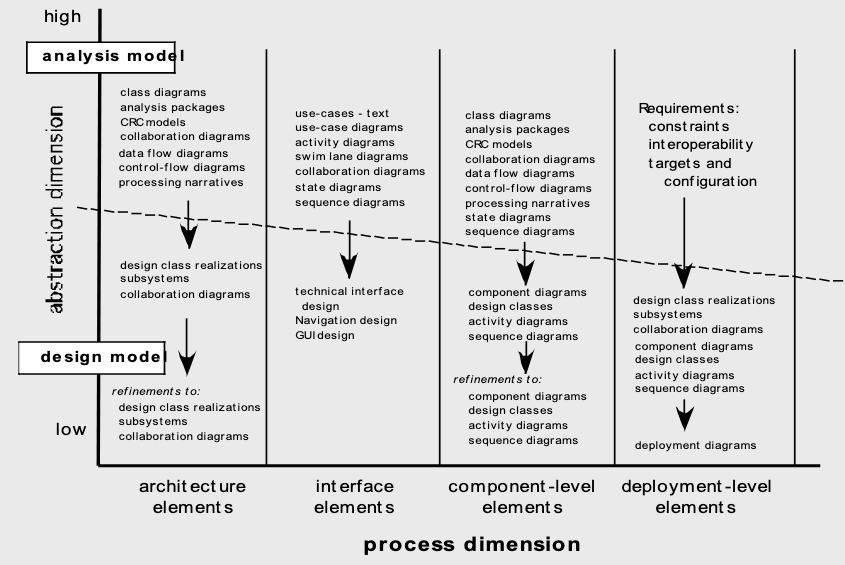 high
analysis model
abstraction dimension
design model
low
class diagrams
analysis packages
CRC models
collaboration diagrams
data flow diagrams
control-flow diagrams
processing narratives
design class realizations
subsystems
collaboration diagrams
refinements to:
design class realizations
subsystems
collaboration diagrams
use-cases - text
use-case diagrams
activity diagrams
swim lane diagrams
collaboration diagrams
state diagrams
sequence diagrams
technical interface
design
Navigation design
GUI design
class diagrams
analysis packages
CRC models
collaboration diagrams
data flow diagrams
control-flow diagrams
processing narratives
state diagrams
sequence diagrams
component diagrams
design classes
activity diagrams
sequence diagrams
refinements to:
component diagrams
design classes
activity diagrams
sequence diagrams
Requirements:
constraints
interoperability
targets and
configuration
design class realizations
subsystems
collaboration diagrams
component diagrams
design classes
activity diagrams
sequence diagrams
deployment diagrams
architecture
elements
interface
elements
component-level
elements
deployment-level
elements
process dimension